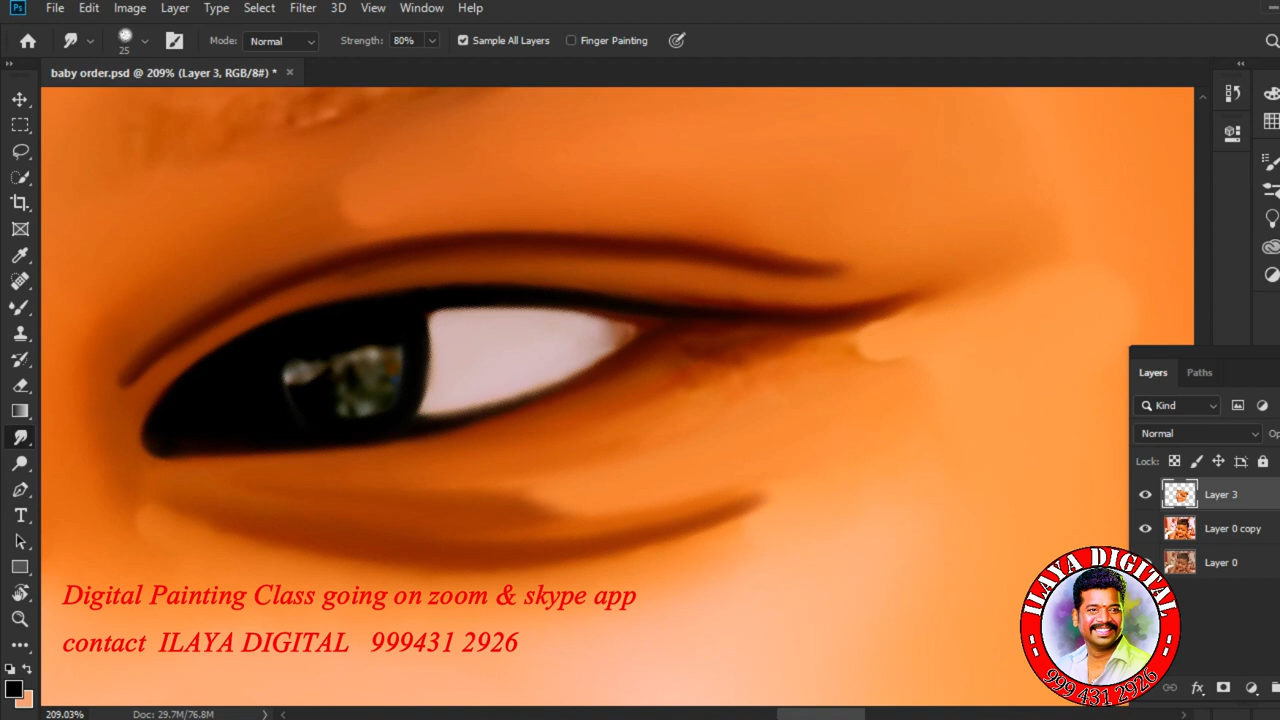 Ps File Edit Image Layer Type Select Filter 3D View Window Help
25 Mode: Normal Strength: 80% Sample All Layers Finger Painting
baby order.psd @ 209% (Layer 3, RGB/8#) * ×
Layers Paths
Kind
Normal
Lock:
Layer 3
Layer 0 copy
Layer 0
Digital Painting Class going on zoom & skype app
contact ILAYA DIGITAL 999431 2926
ILAYA DIGITAL
999 431 2926
fx
209.03% Doc: 29.7M/76.8M